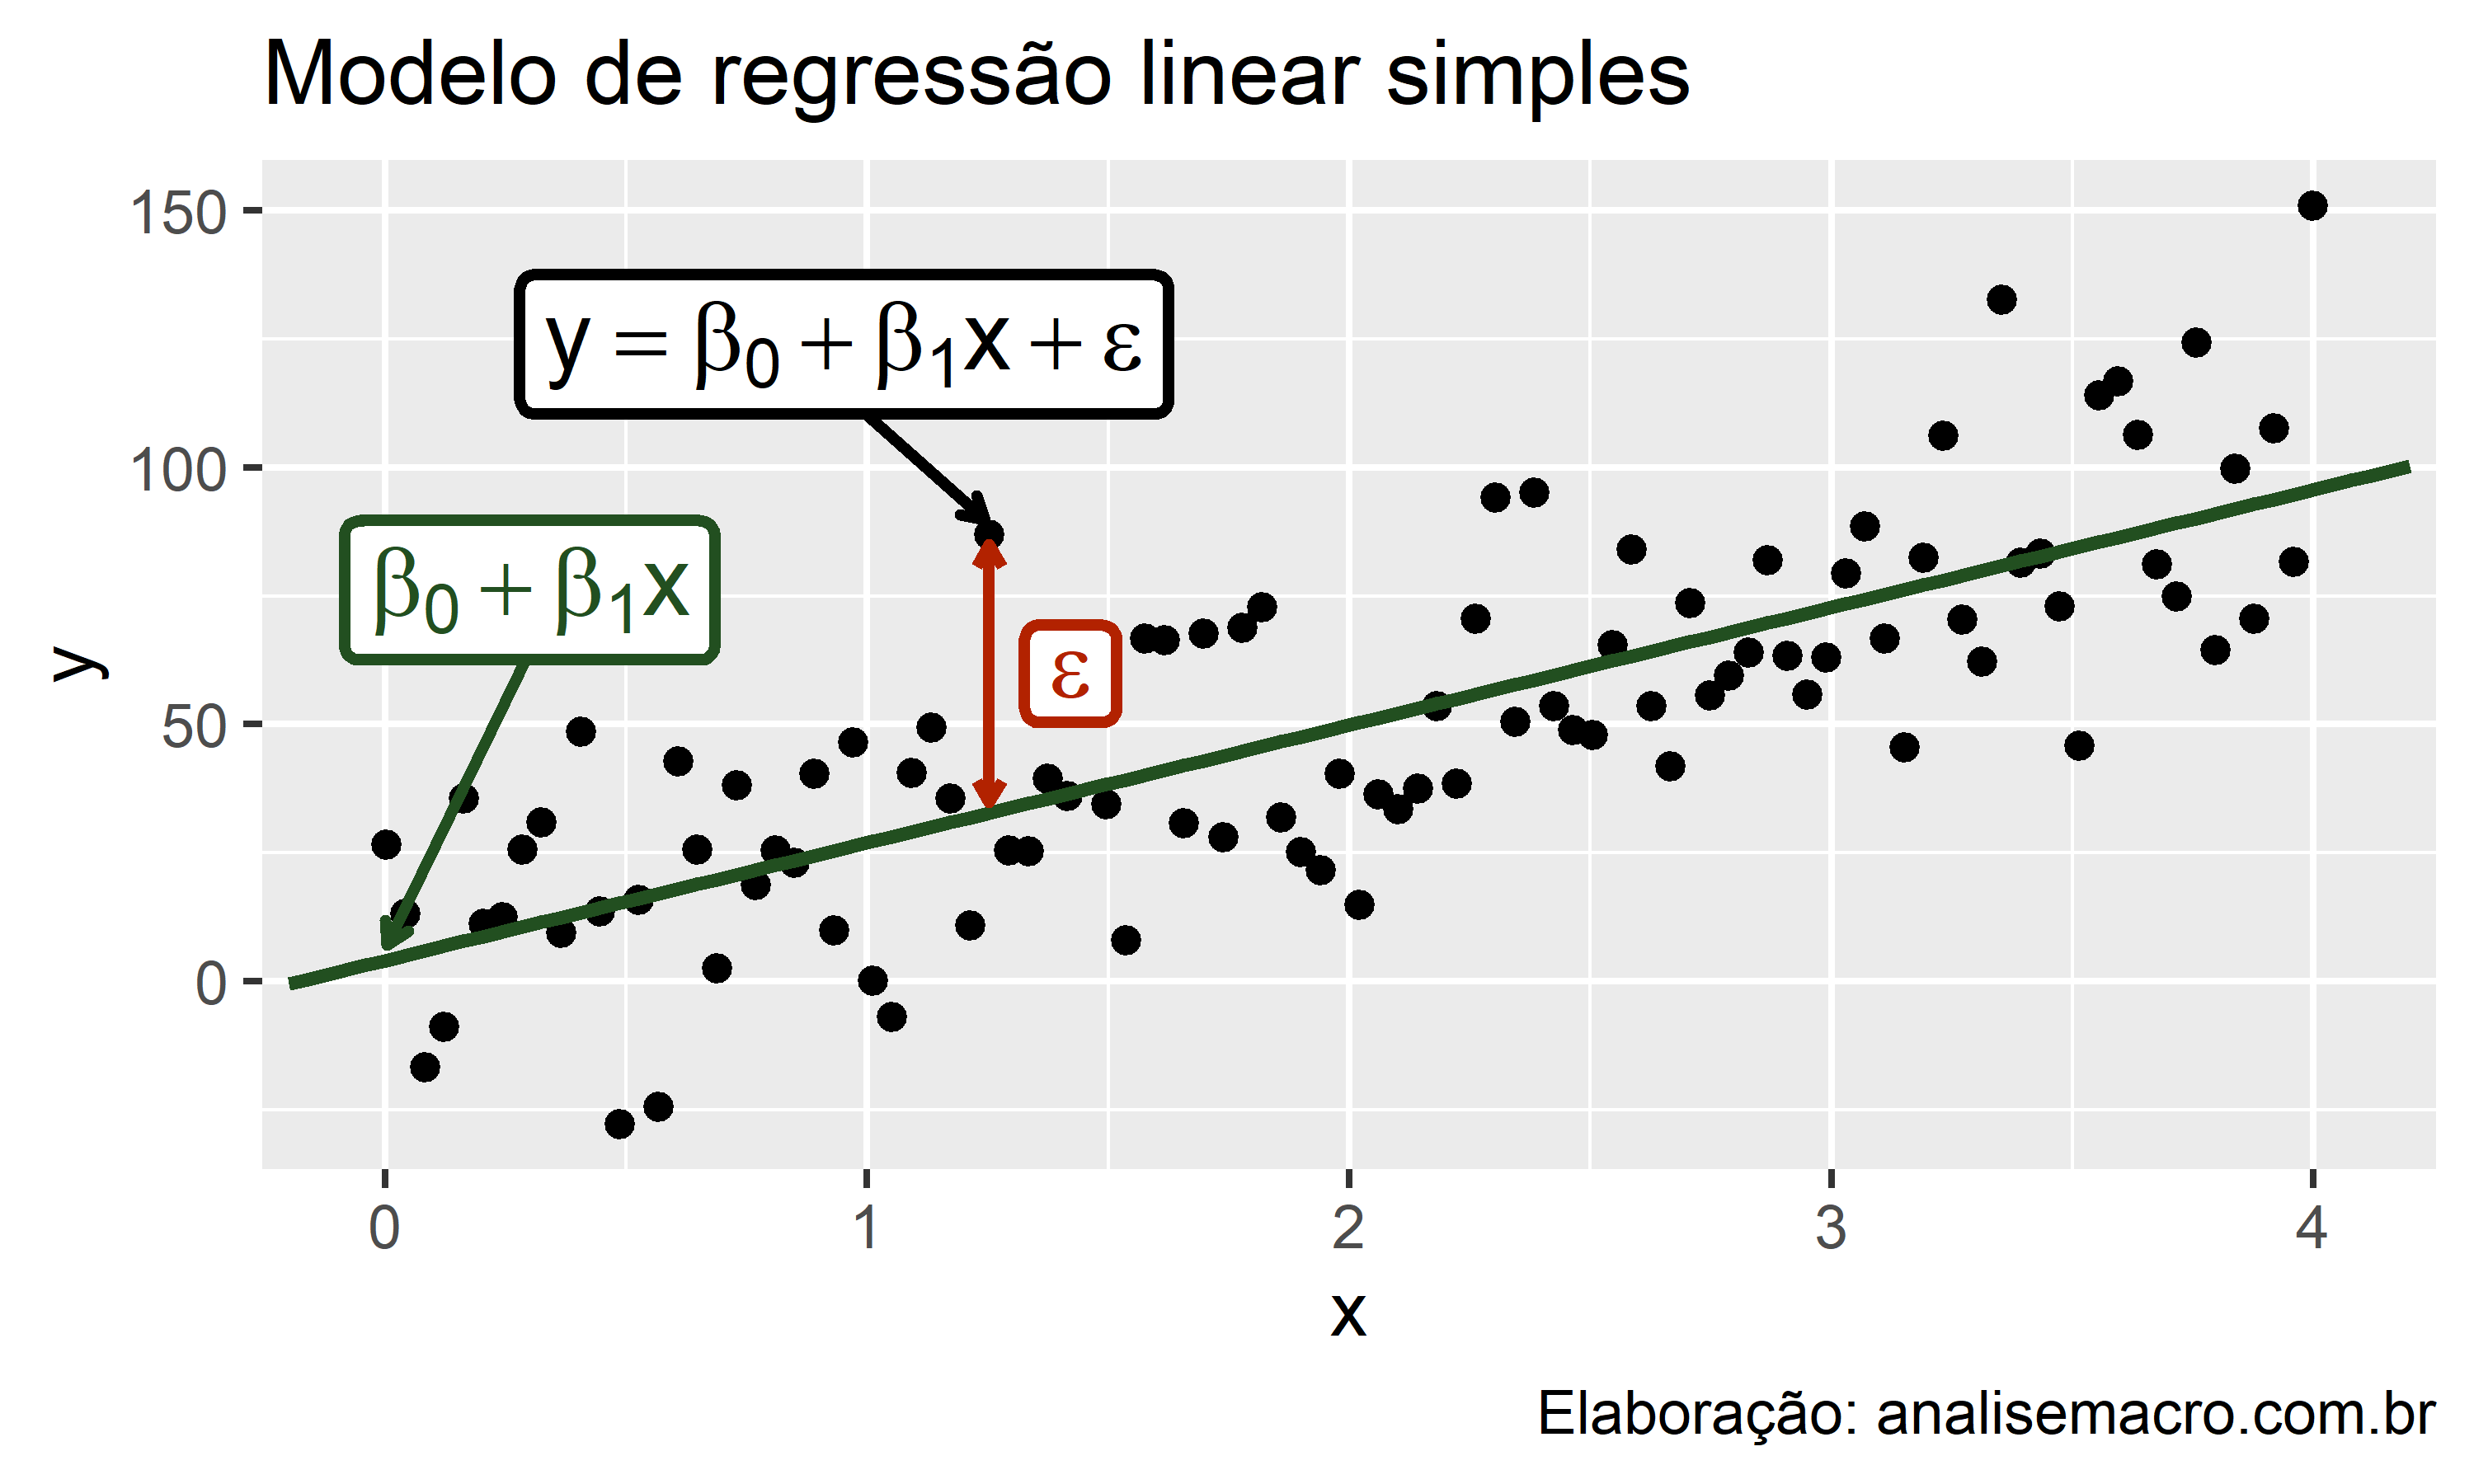 Modelo de regressão linear simples
150
y = β₀ + β₁x + ε
100
β₀ + β₁x
ε
y
50
0
0 1 2 3 4
x
Elaboração: analisemacro.com.br